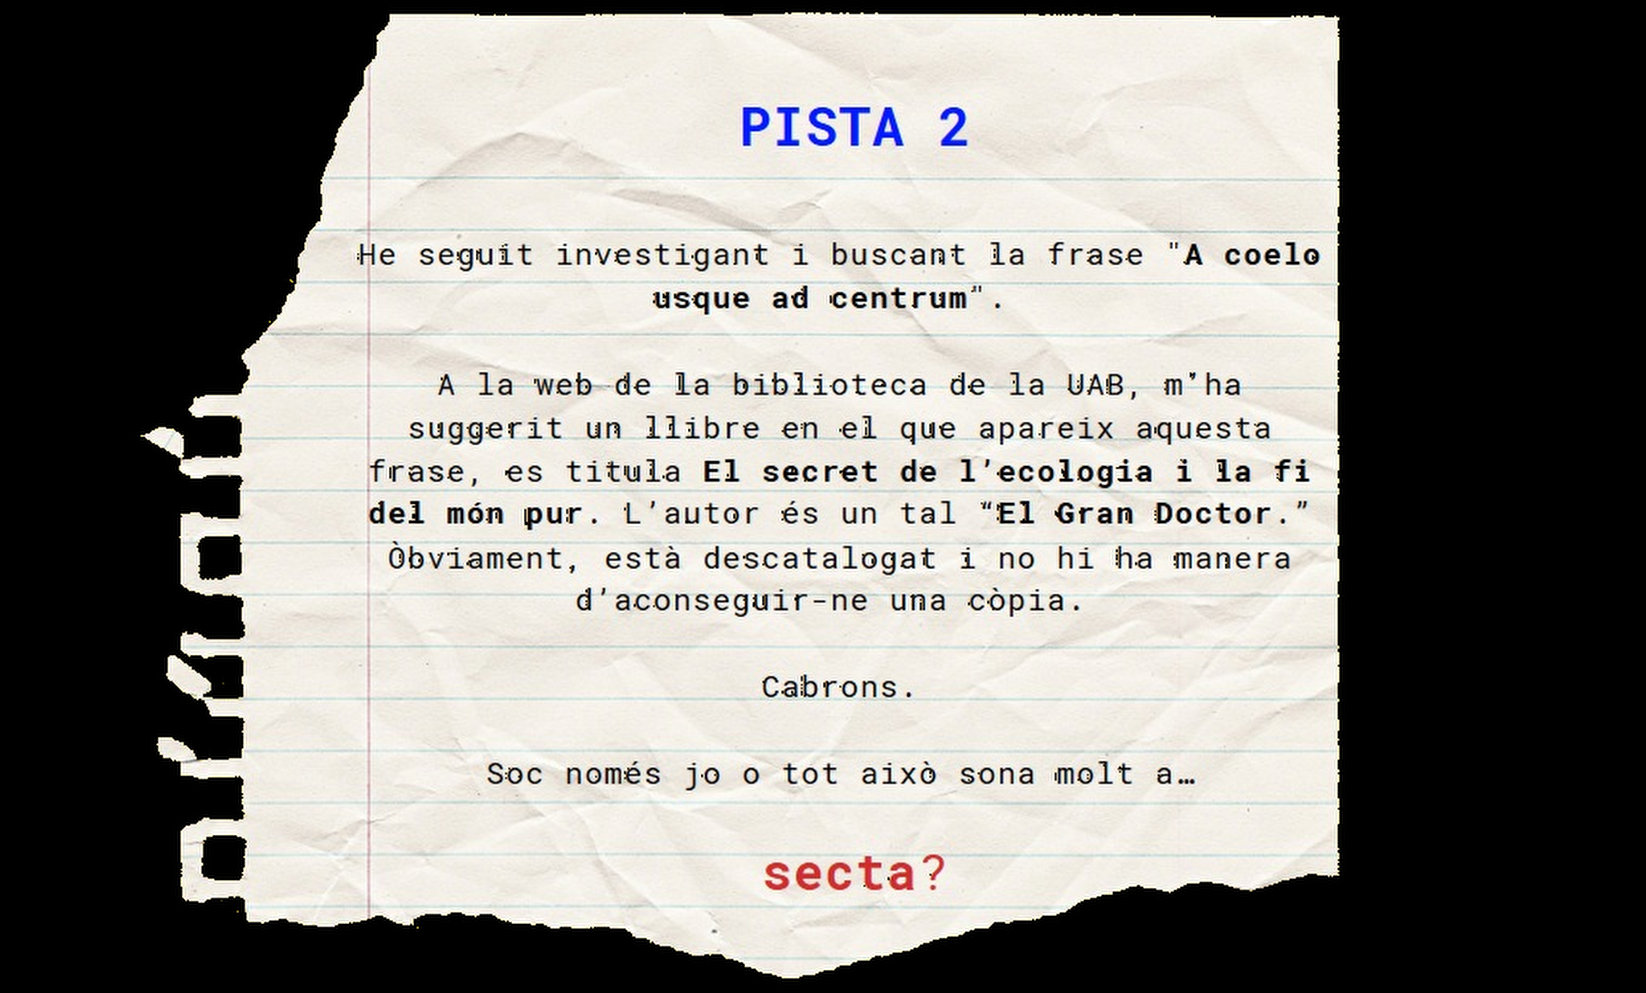 PISTA 2
He seguit investigant i buscant la frase "A coelo
usque ad centrum".
A la web de la biblioteca de la UAB, m'ha
suggerit un llibre en el que apareix aquesta
frase, es titula El secret de l'ecologia i la fi
del món pur. L'autor és un tal “El Gran Doctor.”
Òbviament, està descatalogat i no hi ha manera
d'aconseguir-ne una còpia.
Cabrons.
Soc només jo o tot això sona molt a…
secta?